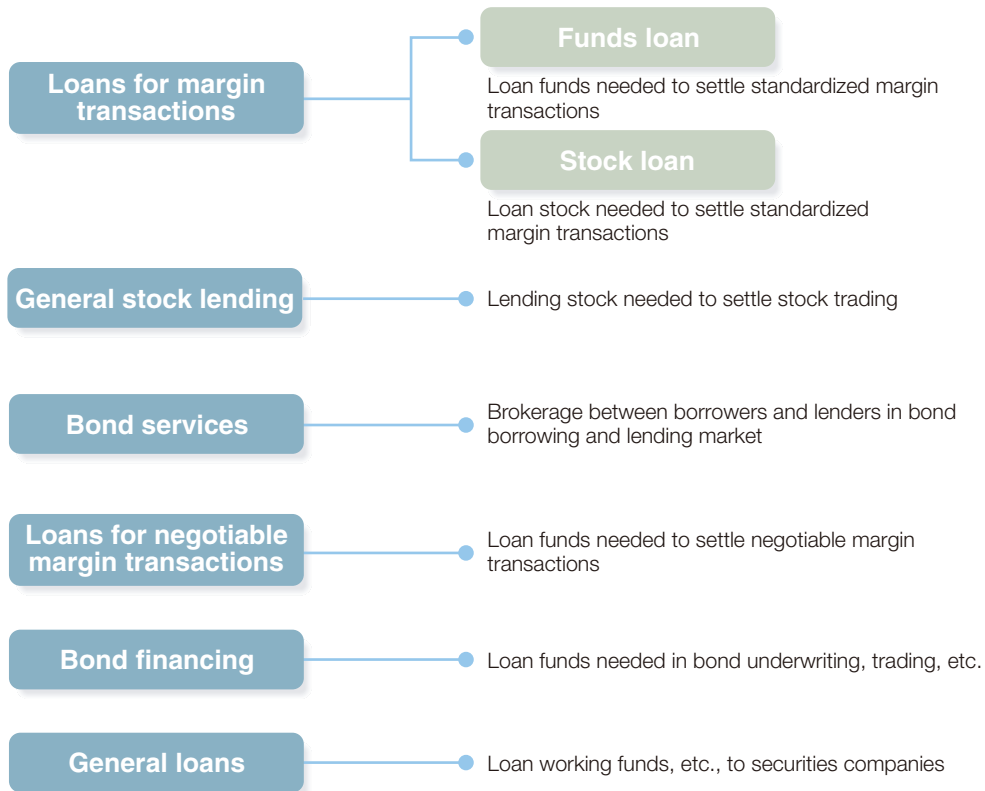 Funds loan
Loans for margin
transactions
Loan funds needed to settle standardized margin
transactions
Stock loan
Loan stock needed to settle standardized
margin transactions
General stock lending
Lending stock needed to settle stock trading
Bond services
Brokerage between borrowers and lenders in bond
borrowing and lending market
Loans for negotiable
margin transactions
Loan funds needed to settle negotiable margin
transactions
Bond financing
Loan funds needed in bond underwriting, trading, etc.
General loans
Loan working funds, etc., to securities companies